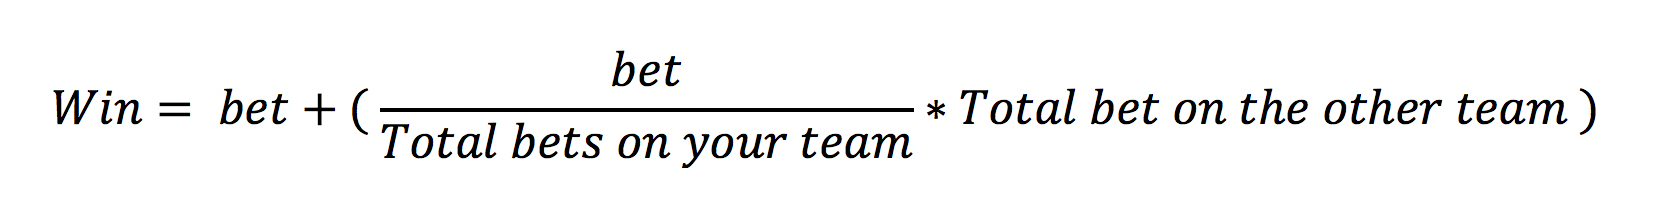 Win = bet + ( bet / Total bets on your team * Total bet on the other team )